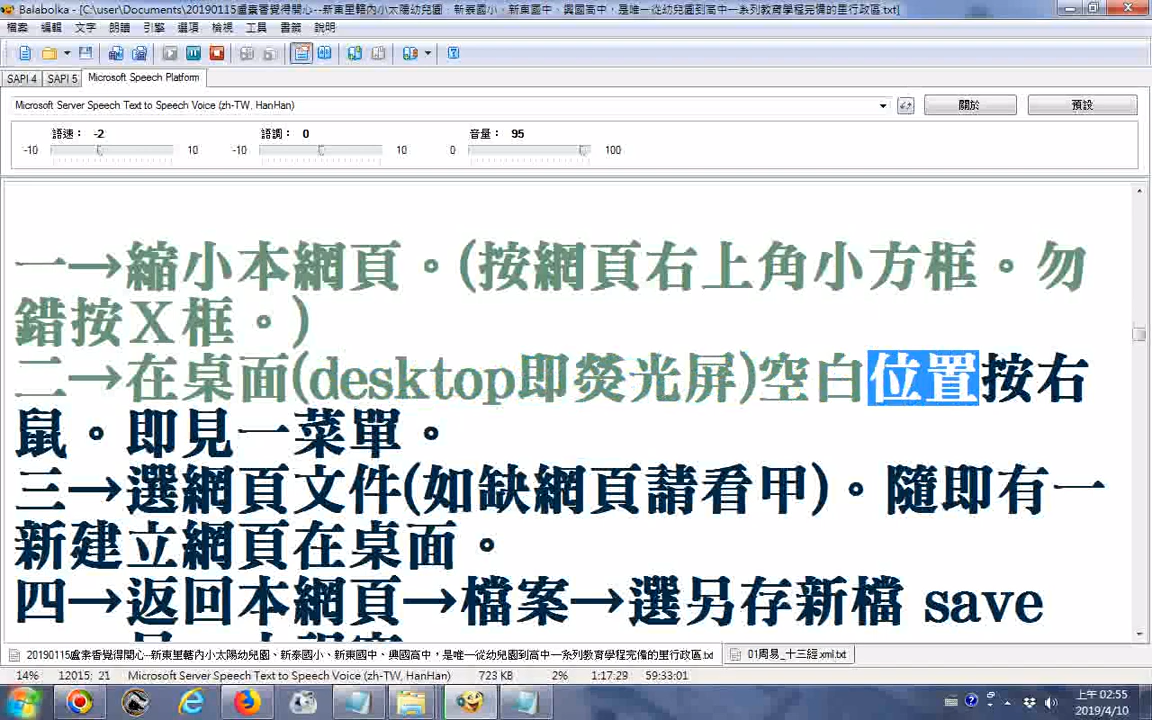 Balabolka - [C:\user\Documents\20190115盧素香覺得開心--新東里轄內小太陽幼兒園、新泰國小、新東國中、興國高中，是唯一從幼兒園到高中一系列教育學程完備的里行政區.txt]
檔案 編輯 文字 朗讀 引擎 選項 檢視 工具 書籤 說明
SAPI 4 SAPI 5 Microsoft Speech Platform
Microsoft Server Speech Text to Speech Voice (zh-TW, HanHan) 關於 預設
語速： -2 語調： 0 音量： 95
-10 10 -10 10 0 100
一→縮小本網頁。(按網頁右上角小方框。勿
錯按Ｘ框。)
二→在桌面(desktop即熒光屏)空白位置按右
鼠。即見一菜單。
三→選網頁文件(如缺網頁請看甲)。隨即有一
新建立網頁在桌面。
四→返回本網頁→檔案→選另存新檔 save
20190115盧素香覺得開心--新東里轄內小太陽幼兒園、新泰國小、新東國中、興國高中，是唯一從幼兒園到高中一系列教育學程完備的里行政區.txt 01周易_十三經.xml.txt
14% 12015: 21 Microsoft Server Speech Text to Speech Voice (zh-TW, HanHan) 723 KB 2% 1:17:29 59:33:01
上午 02:55
2019/4/10